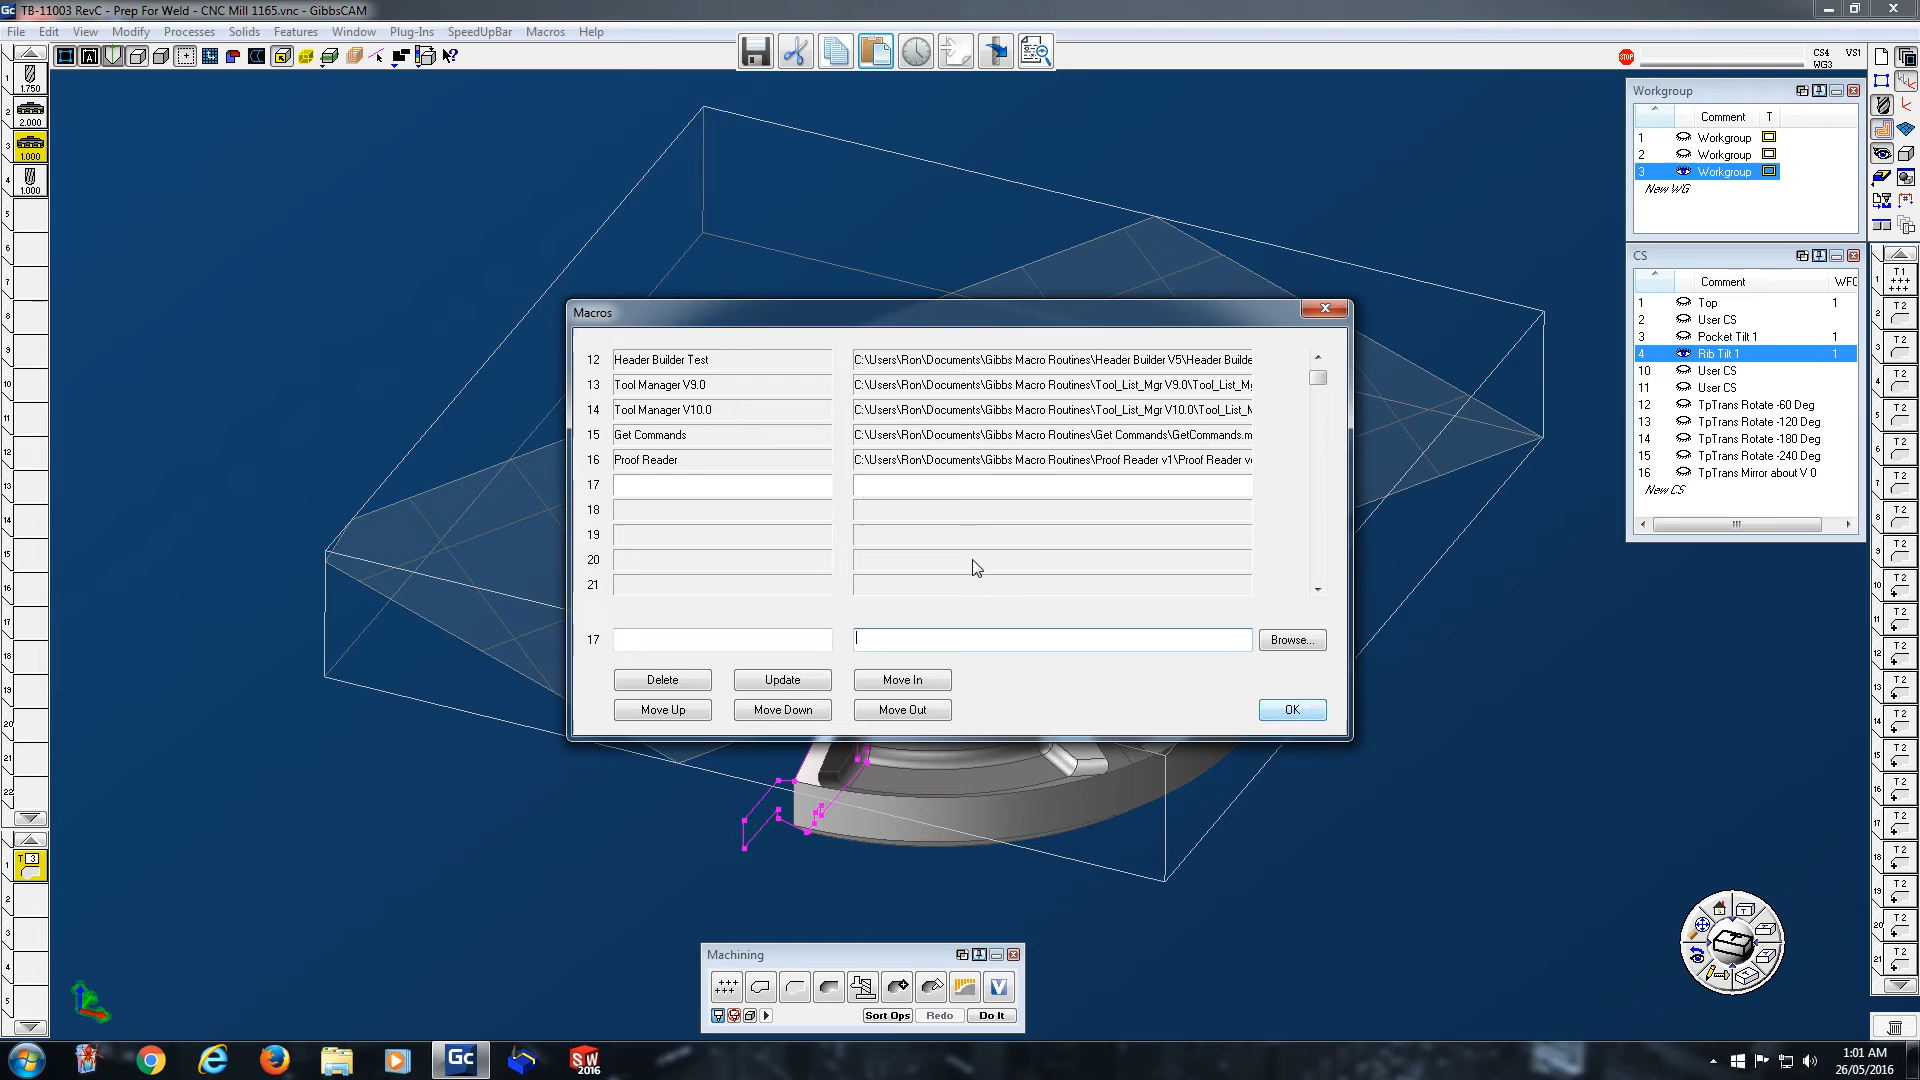 TB-11003 RevC - Prep For Weld - CNC Mill 1165.vnc - GibbsCAM
File Edit View Modify Processes Solids Features Window Plug-Ins SpeedUpBar Macros Help
CS4 VS1
WG3
STOP
1.750
2.000
1.000
1.000
Workgroup
Comment T
1 Workgroup
2 Workgroup
3 Workgroup
New WG
CS
Comment WFC
1 Top 1
2 User CS
3 Pocket Tilt 1 1
4 Rib Tilt 1 1
10 User CS
11 User CS
12 TpTrans Rotate -60 Deg
13 TpTrans Rotate -120 Deg
14 TpTrans Rotate -180 Deg
15 TpTrans Rotate -240 Deg
16 TpTrans Mirror about V 0
New CS
Macros
12 Header Builder Test C:\Users\Ron\Documents\Gibbs Macro Routines\Header Builder V5\Header Builde
13 Tool Manager V9.0 C:\Users\Ron\Documents\Gibbs Macro Routines\Tool_List_Mgr V9.0\Tool_List_Mg
14 Tool Manager V10.0 C:\Users\Ron\Documents\Gibbs Macro Routines\Tool_List_Mgr V10.0\Tool_List_M
15 Get Commands C:\Users\Ron\Documents\Gibbs Macro Routines\Get Commands\GetCommands.m
16 Proof Reader C:\Users\Ron\Documents\Gibbs Macro Routines\Proof Reader v1\Proof Reader v
17
18
19
20
21
17 Browse...
Delete Update Move In
Move Up Move Down Move Out OK
Machining
Sort Ops Redo Do It
1:01 AM
26/05/2016